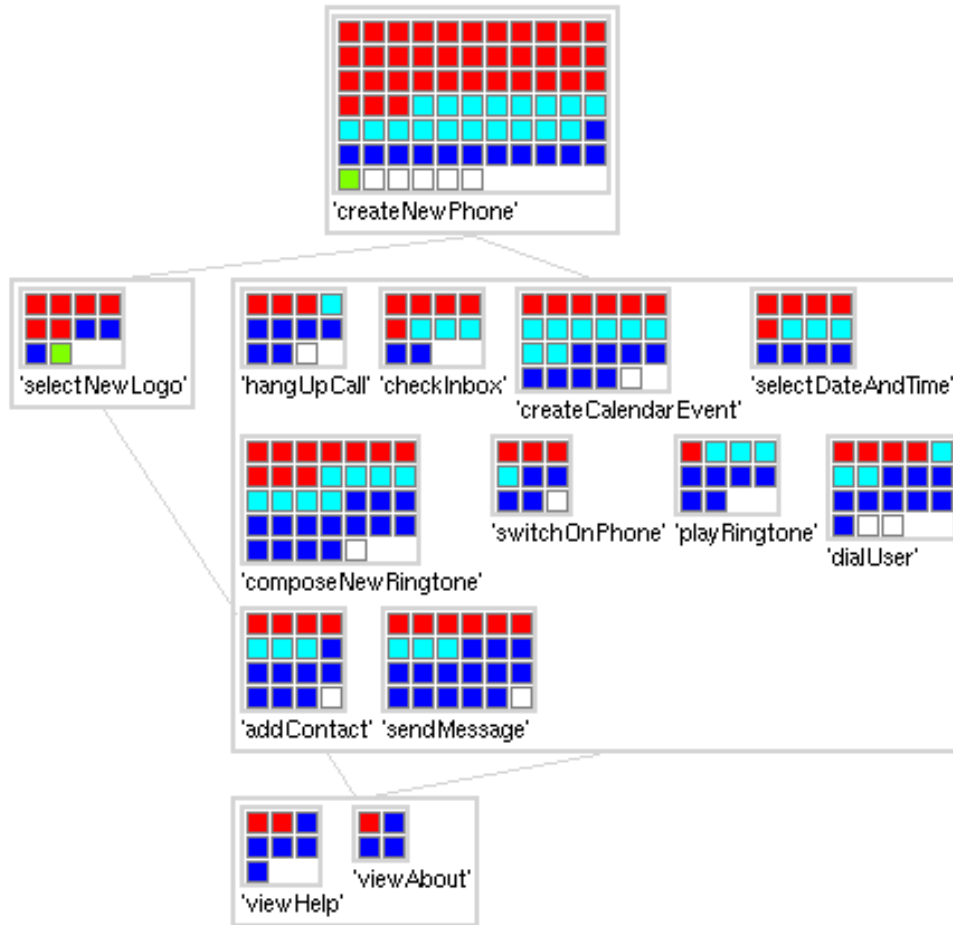 'createNewPhone'
'selectNewLogo'
'hangUpCall'
'checkInbox'
'createCalendarEvent'
'selectDateAndTime'
'composeNewRingtone'
'switchOnPhone'
'playRingtone'
'dialUser'
'addContact'
'sendMessage'
'viewHelp'
'viewAbout'